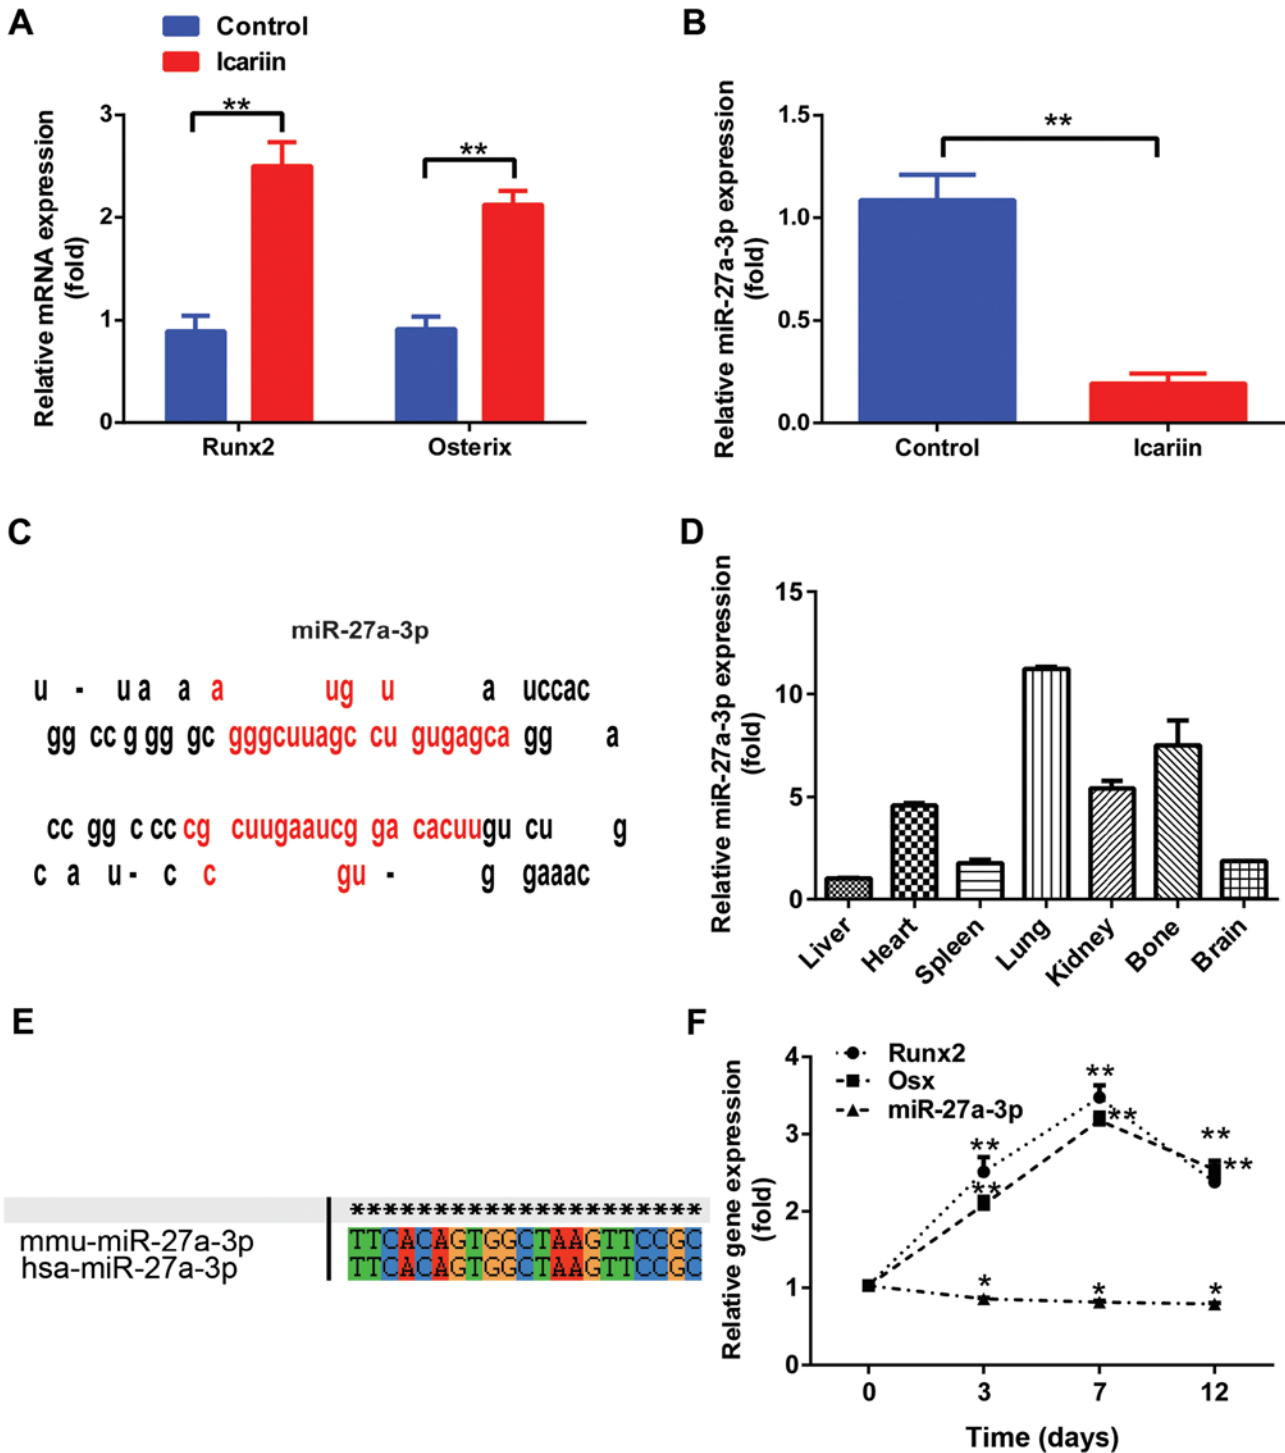 A
Control
Icariin
Relative mRNA expression
(fold)
3
2
1
0
**
**
Runx2
Osterix
B
Relative miR-27a-3p expression
(fold)
1.5
1.0
0.5
0.0
**
Control
Icariin
C
miR-27a-3p
u - u a a a ug u a uccac
gg cc g gg gc gggcuuagc cu gugagca gg a
cc gg c cc cg cuugaaucg ga cacuugu cu g
c a u - c c gu - g gaaac
D
Relative miR-27a-3p expression
(fold)
15
10
5
0
Liver
Heart
Spleen
Lung
Kidney
Bone
Brain
E
*********************
mmu-miR-27a-3p TTCACAGTGGCTAAGTTCCGC
hsa-miR-27a-3p TTCACAGTGGCTAAGTTCCGC
F
Runx2
Osx
miR-27a-3p
Relative gene expression
(fold)
4
3
2
1
0
**
**
**
**
**
**
*
*
*
0 3 7 12
Time (days)